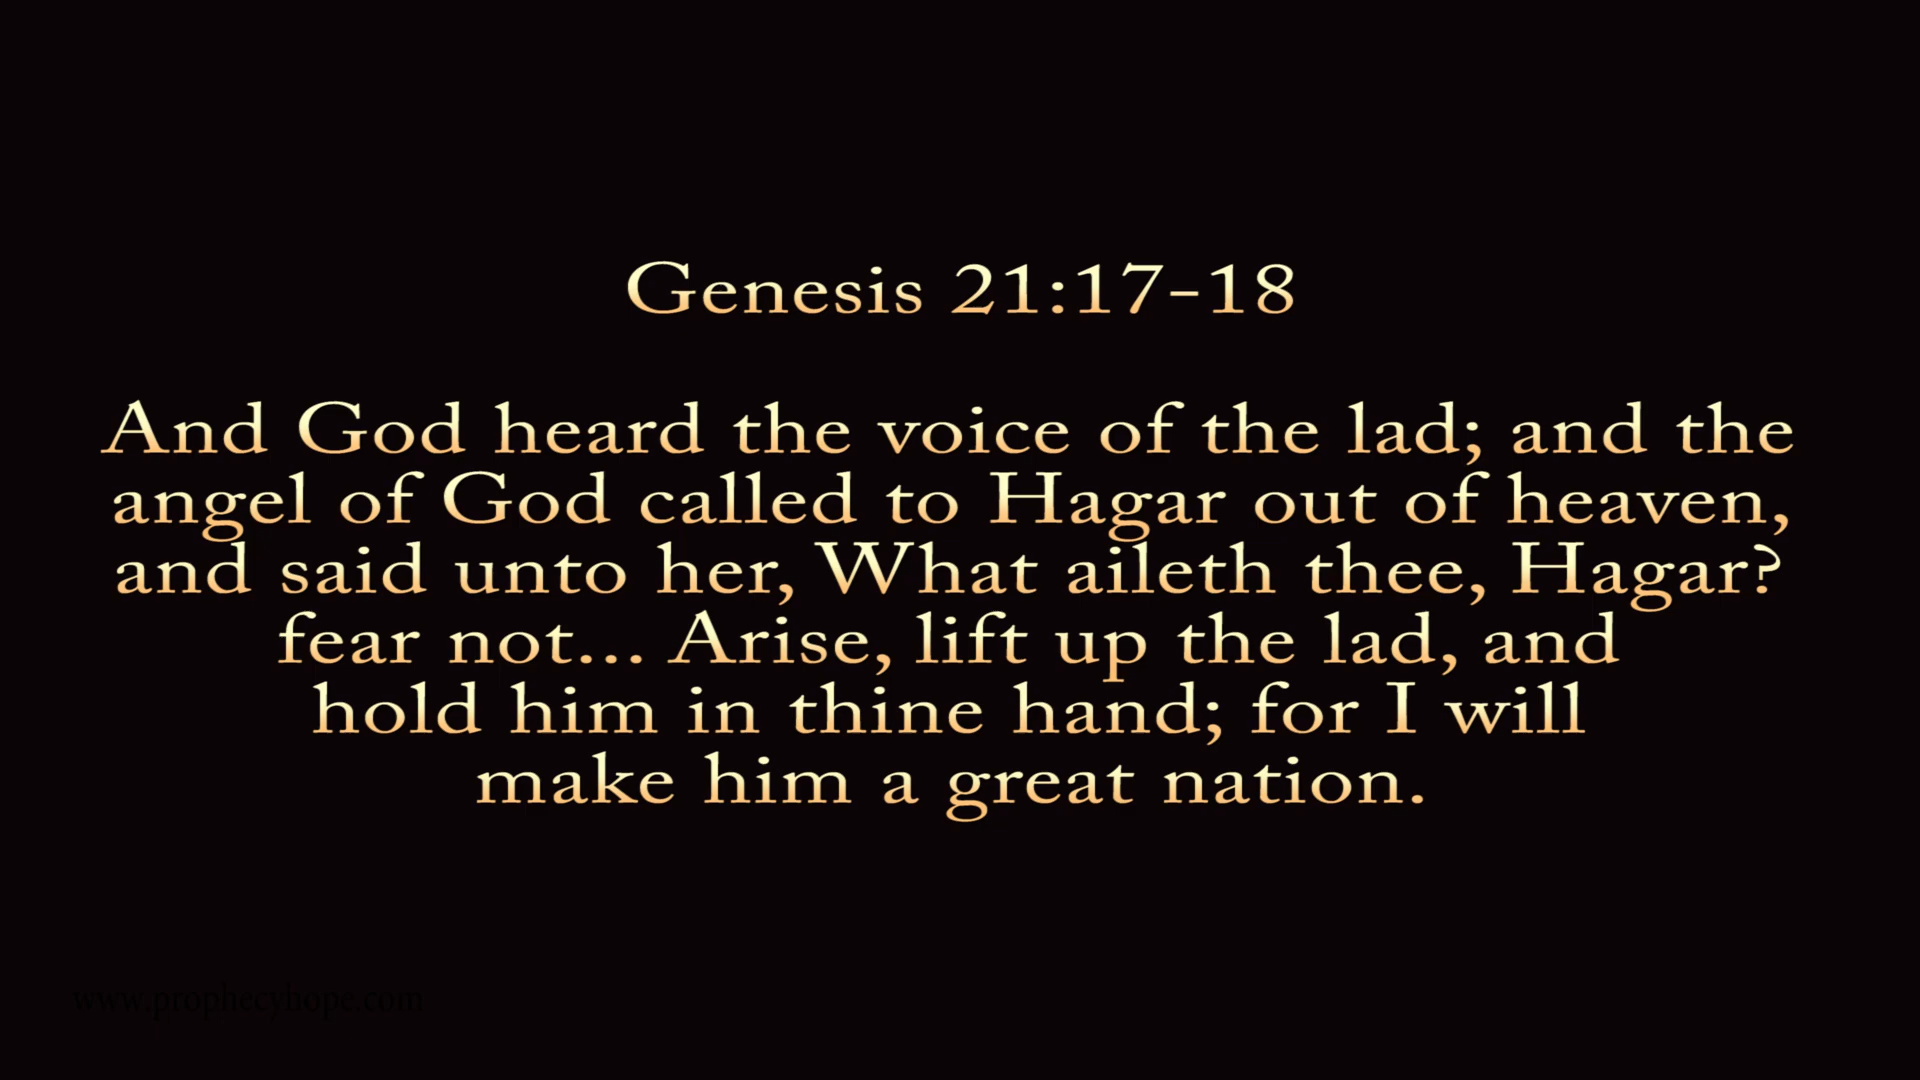 Genesis 21:17-18
And God heard the voice of the lad; and the
angel of God called to Hagar out of heaven,
and said unto her, What aileth thee, Hagar?
fear not... Arise, lift up the lad, and
hold him in thine hand; for I will
make him a great nation.
www.prophecyhope.com